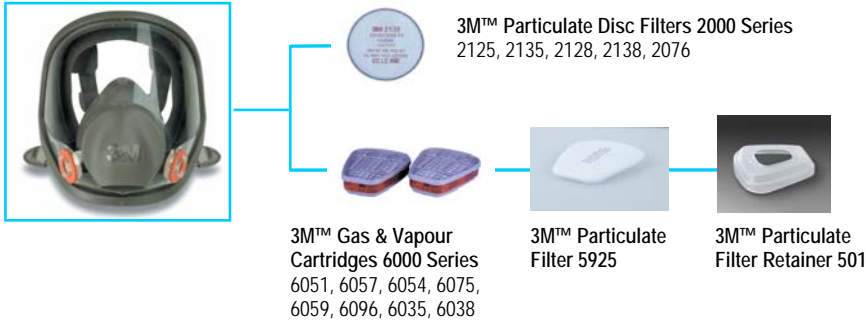 3M™ Particulate Disc Filters 2000 Series
2125, 2135, 2128, 2138, 2076
3M
3M™ Gas & Vapour
Cartridges 6000 Series
6051, 6057, 6054, 6075,
6059, 6096, 6035, 6038
3M™ Particulate
Filter 5925
3M™ Particulate
Filter Retainer 501